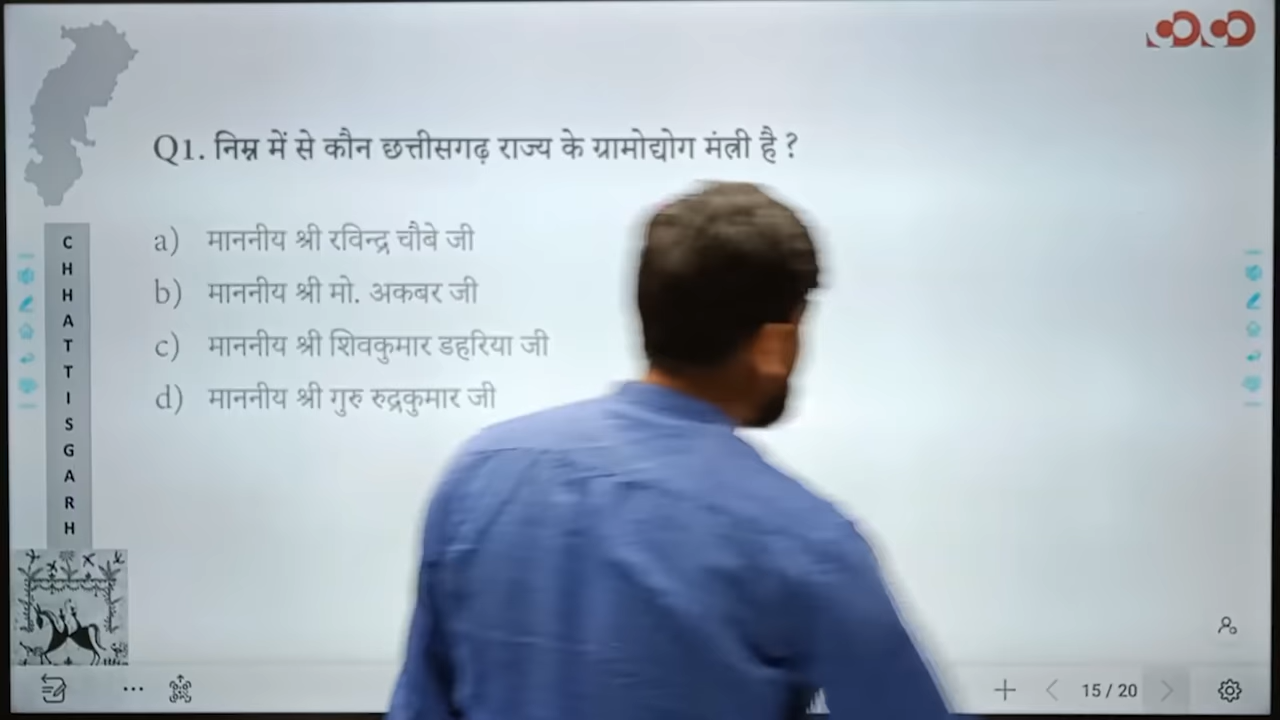 Q1. निम्न में से कौन छत्तीसगढ़ राज्य के ग्रामोद्योग मंत्री है ?
a) माननीय श्री रविन्द्र चौबे जी
b) माननीय श्री मो. अकबर जी
c) माननीय श्री शिवकुमार डहरिया जी
d) माननीय श्री गुरु रुद्रकुमार जी
CHHATTISGARH
15 / 20